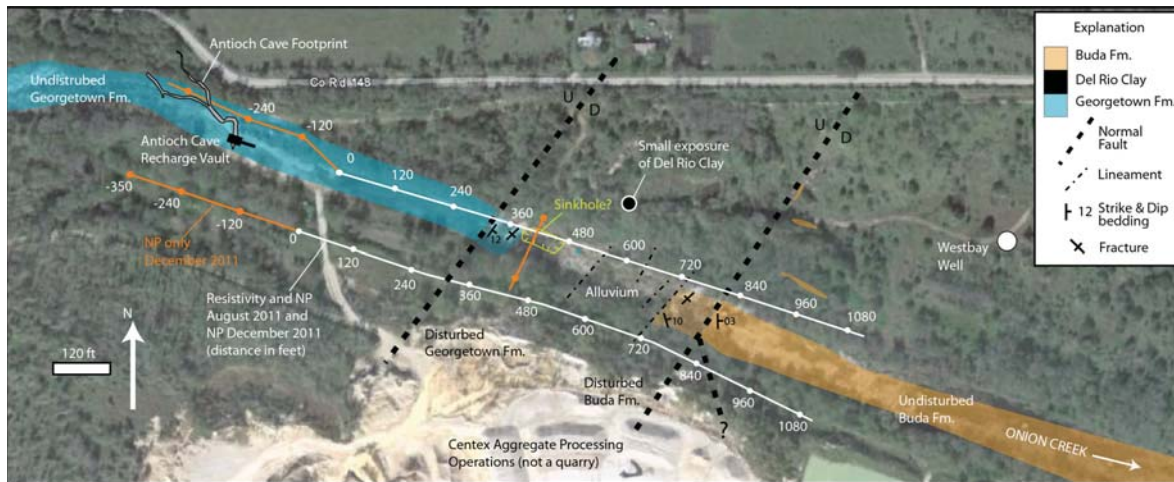 Antioch Cave Footprint
Undistrubed
Georgetown Fm.
Co Rd 148
-240
-120
0
120
240
360
480
600
720
840
960
1080
Antioch Cave
Recharge Vault
-350
-240
-120
0
120
240
360
480
600
720
840
960
1080
NP only
December 2011
Resistivity and NP
August 2011 and
NP December 2011
(distance in feet)
N
120 ft
U
D
U
D
Small exposure
of Del Rio Clay
Sinkhole?
12
Alluvium
10
03
Westbay
Well
Disturbed
Georgetown Fm.
Disturbed
Buda Fm.
?
Undisturbed
Buda Fm.
ONION CREEK
Centex Aggregate Processing
Operations (not a quarry)
Explanation
Buda Fm.
Del Rio Clay
Georgetown Fm.
Normal
Fault
Lineament
12 Strike & Dip
bedding
Fracture